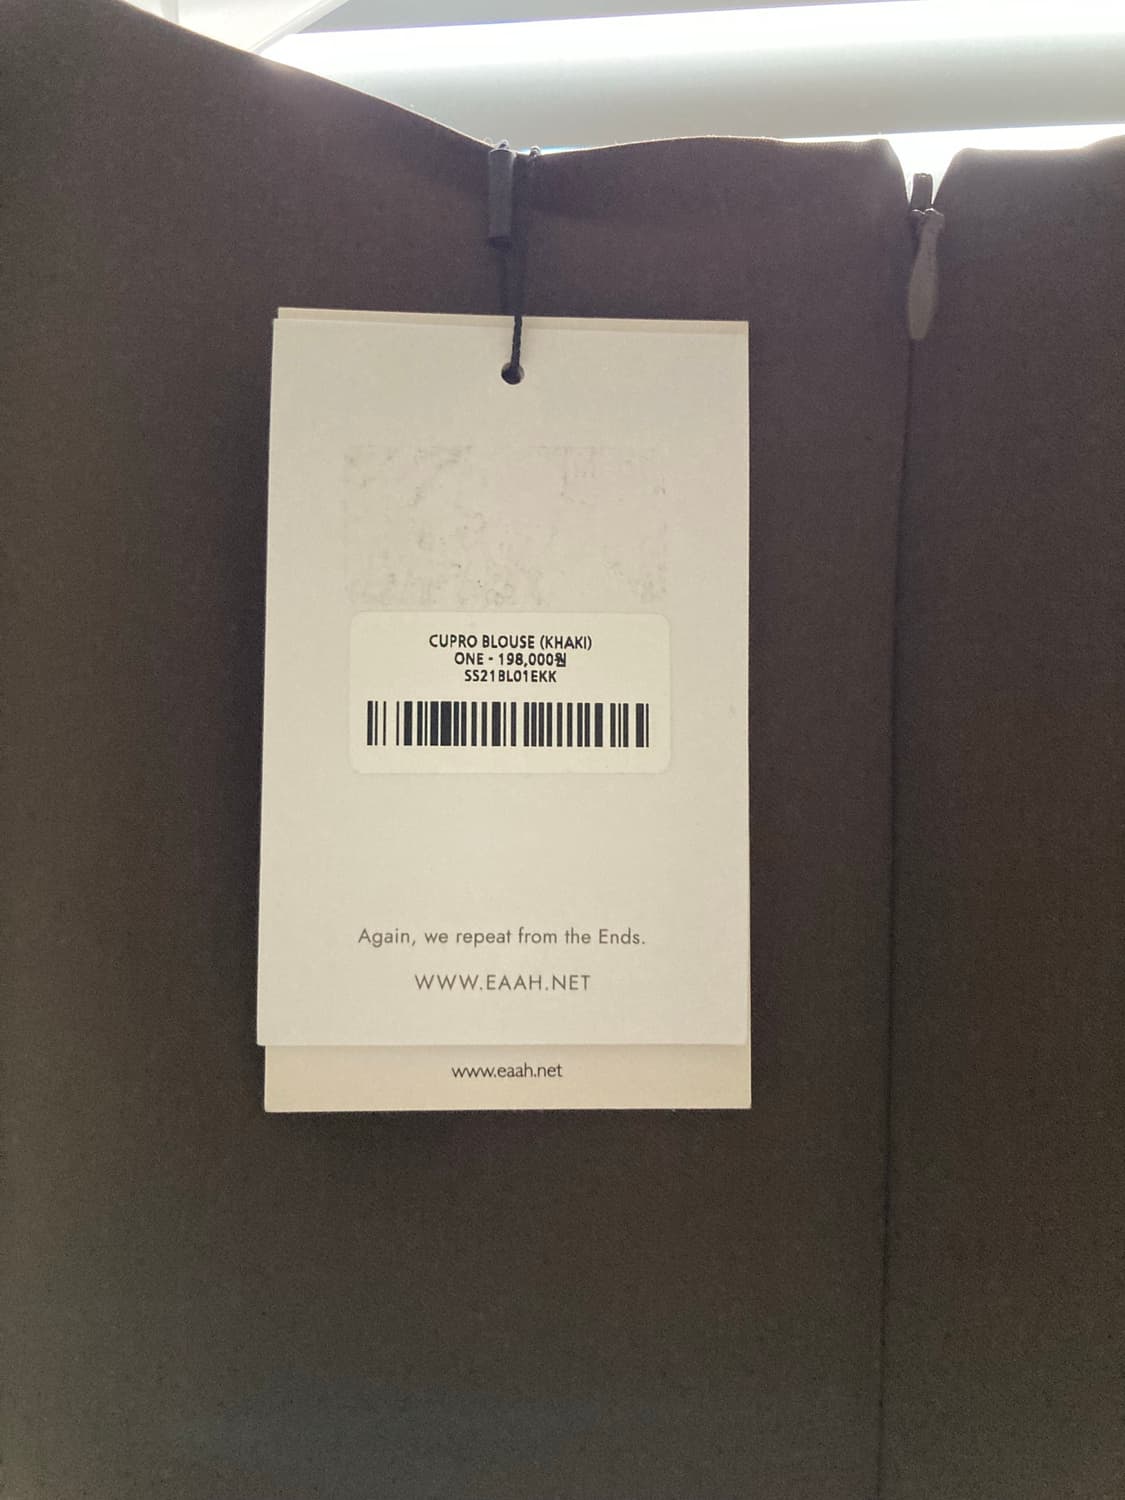 CUPRO BLOUSE (KHAKI)
ONE - 198,000원
SS21BL01EKK
Again, we repeat from the Ends.
WWW.EAAH.NET
www.eaah.net